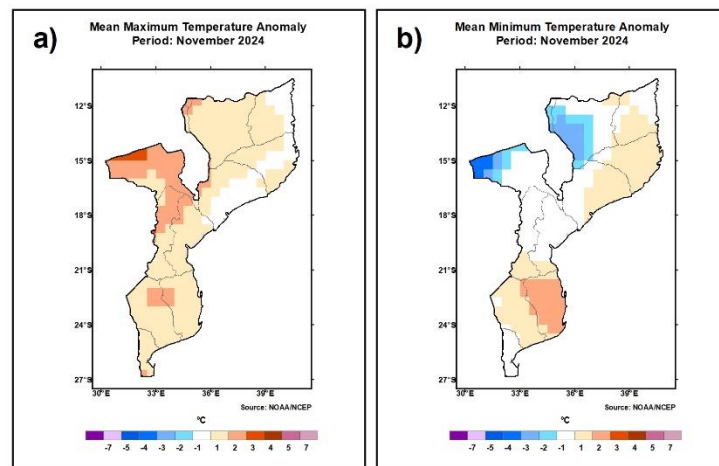 a)
Mean Maximum Temperature Anomaly
Period: November 2024
12°S
15°S
18°S
21°S
24°S
27°S
30°E 33°E 36°E 39°E
Source: NOAA/NCEP
°C
-7 -5 -4 -3 -2 -1 1 2 3 4 5 7
b)
Mean Minimum Temperature Anomaly
Period: November 2024
12°S
15°S
18°S
21°S
24°S
27°S
30°E 33°E 36°E 39°E
Source: NOAA/NCEP
°C
-7 -5 -4 -3 -2 -1 1 2 3 4 5 7